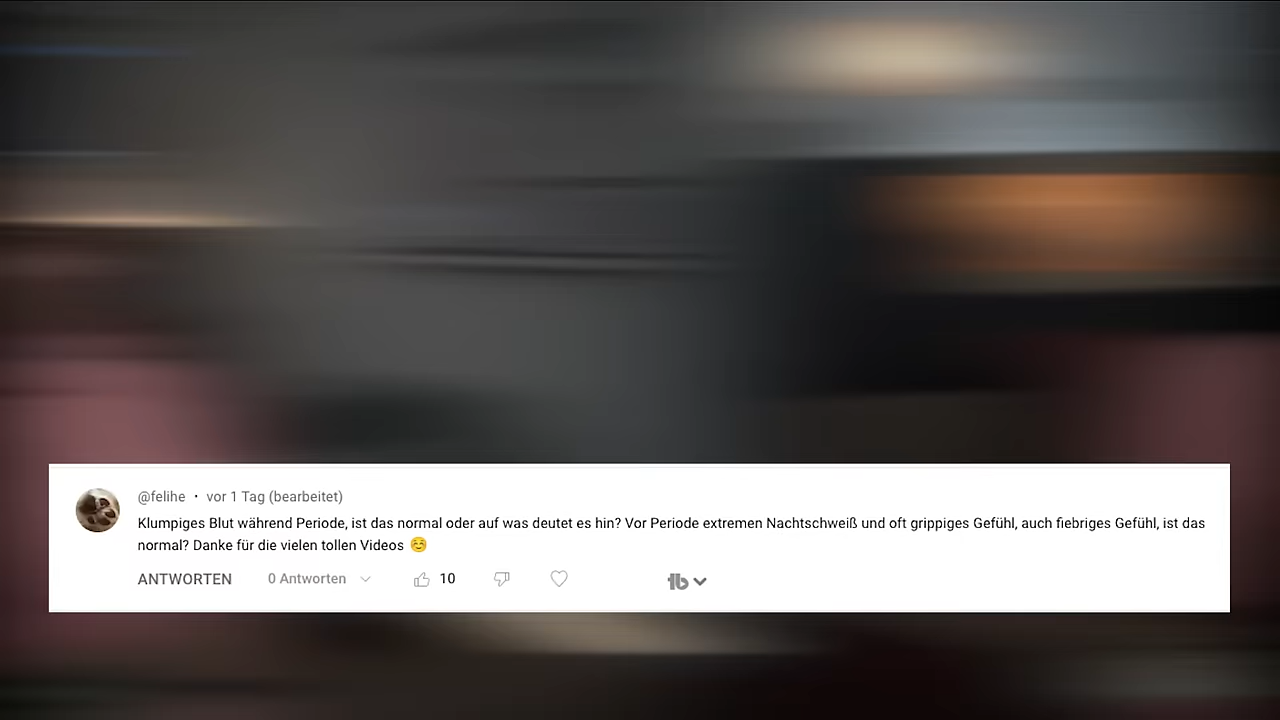 @felihe · vor 1 Tag (bearbeitet)
Klumpiges Blut während Periode, ist das normal oder auf was deutet es hin? Vor Periode extremen Nachtschweiß und oft grippiges Gefühl, auch fiebriges Gefühl, ist das
normal? Danke für die vielen tollen Videos ☺️
ANTWORTEN 0 Antworten 10 tb